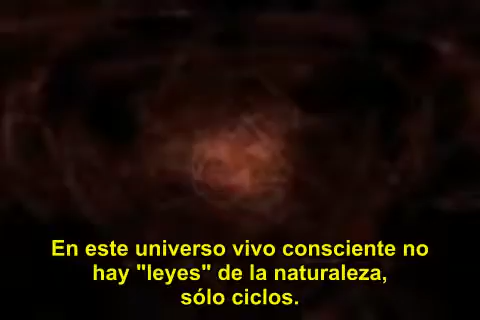 En este universo vivo consciente no
hay "leyes" de la naturaleza,
sólo ciclos.